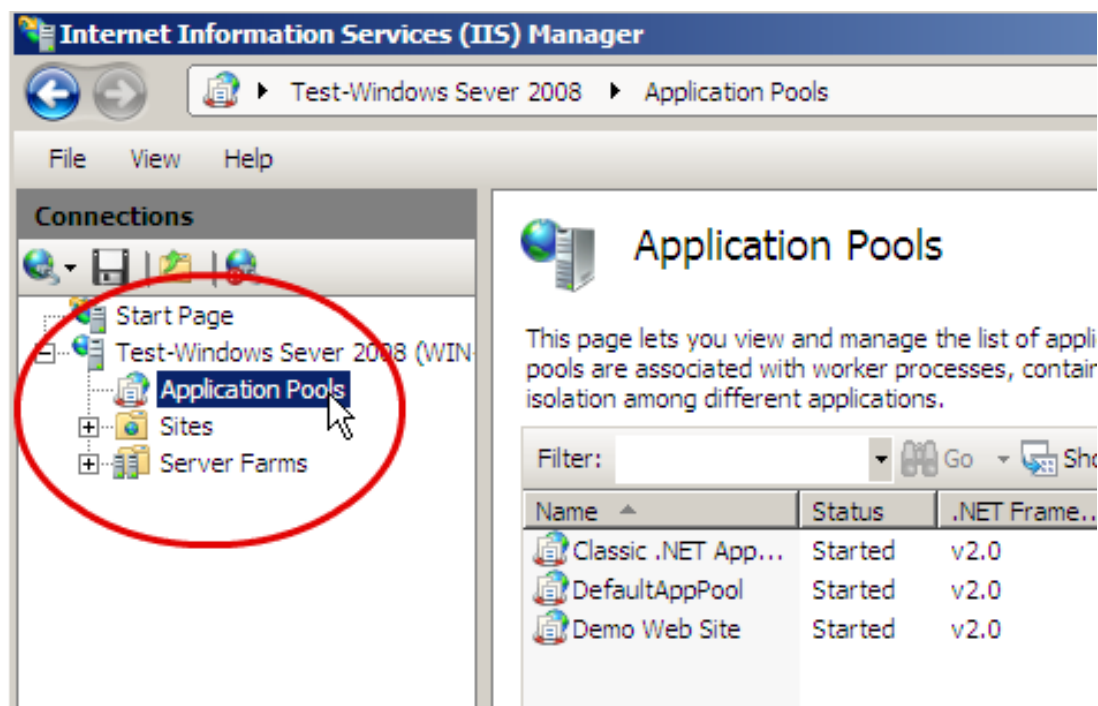 Internet Information Services (IIS) Manager
Test-Windows Sever 2008 Application Pools
File View Help
Connections
Start Page
Test-Windows Sever 2008 (WIN-
Application Pools
Sites
Server Farms
Application Pools
This page lets you view and manage the list of appli
pools are associated with worker processes, contain
isolation among different applications.
Filter: Go Sho
Name Status .NET Frame...
Classic .NET App... Started v2.0
DefaultAppPool Started v2.0
Demo Web Site Started v2.0